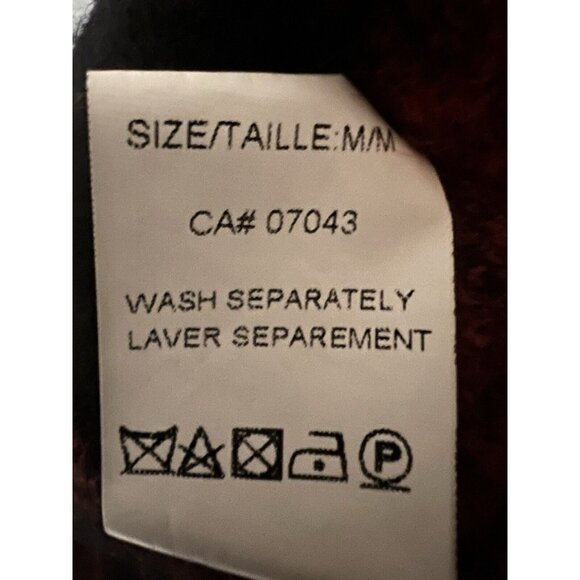 SIZE/TAILLE:M/M
CA# 07043
WASH SEPARATELY
LAVER SEPAREMENT
P